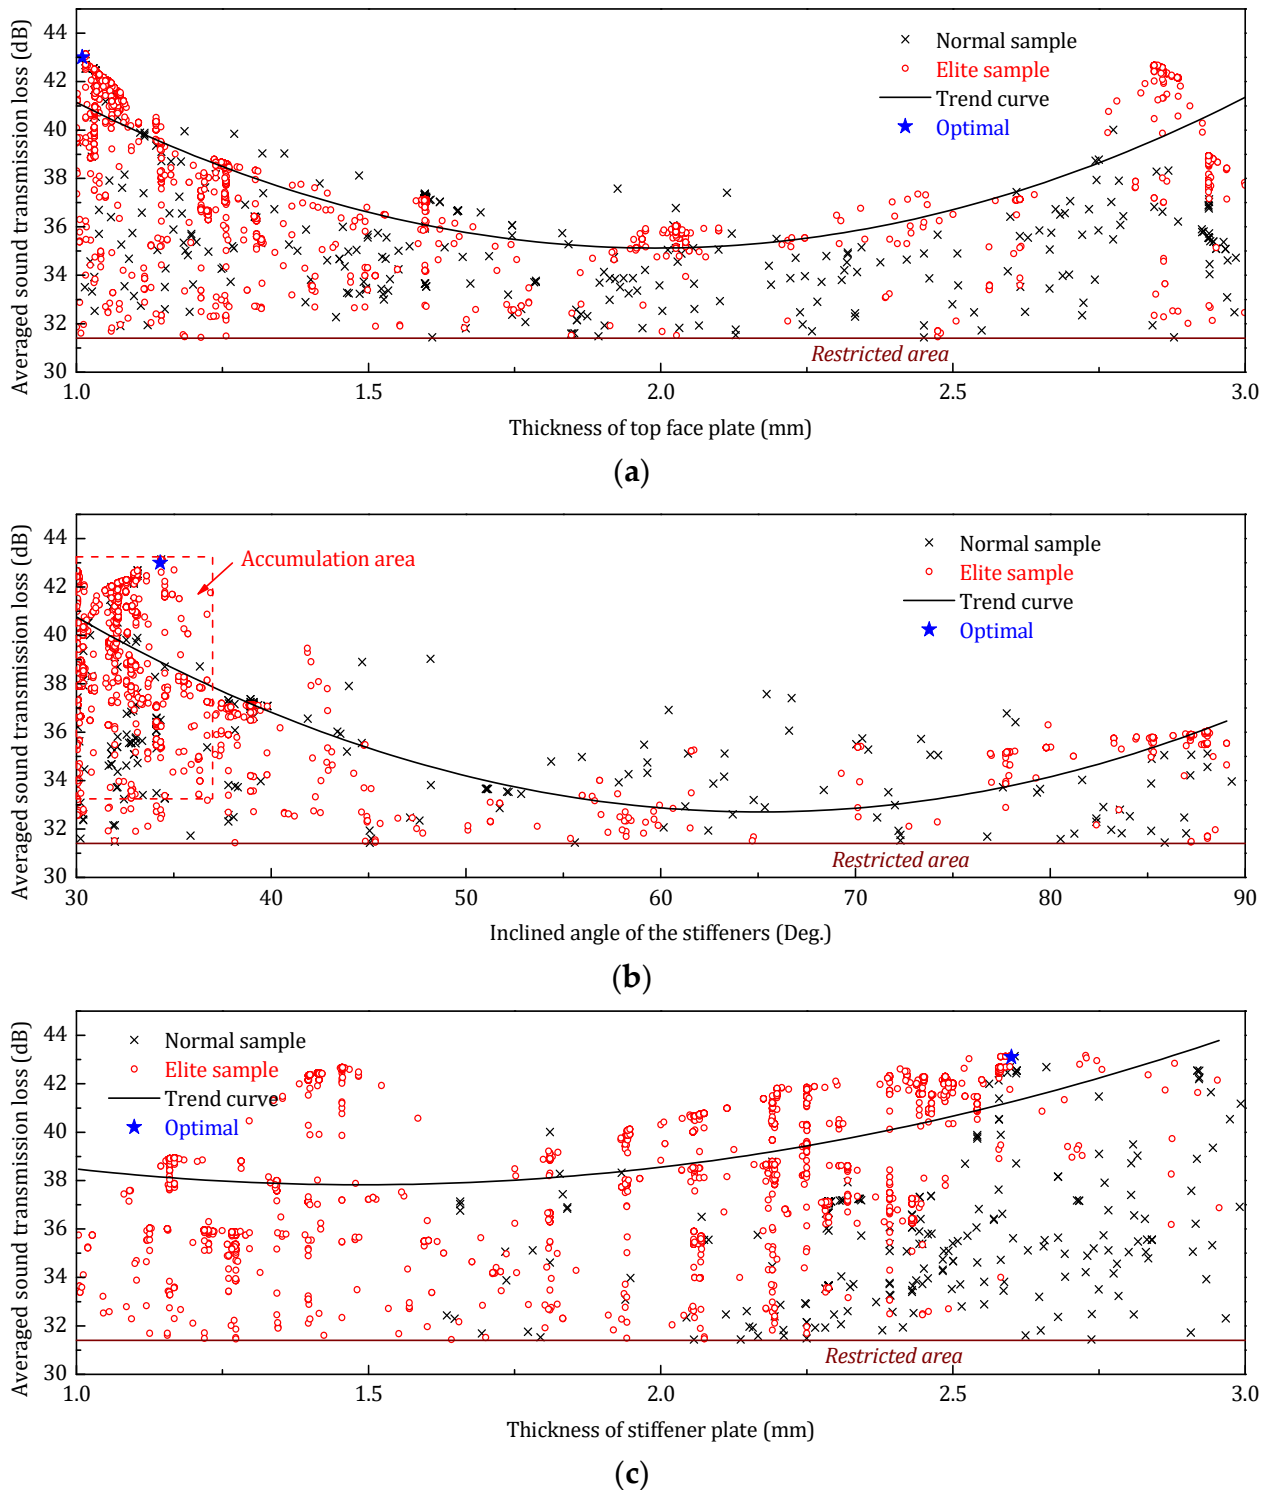 Averaged sound transmission loss (dB)
44
42
40
38
36
34
32
30
Normal sample
Elite sample
Trend curve
Optimal
Restricted area
1.0
1.5
2.0
2.5
3.0
Thickness of top face plate (mm)
(a)
Averaged sound transmission loss (dB)
44
42
40
38
36
34
32
30
Accumulation area
Normal sample
Elite sample
Trend curve
Optimal
Restricted area
30
40
50
60
70
80
90
Inclined angle of the stiffeners (Deg.)
(b)
Averaged sound transmission loss (dB)
44
42
40
38
36
34
32
30
Normal sample
Elite sample
Trend curve
Optimal
Restricted area
1.0
1.5
2.0
2.5
3.0
Thickness of stiffener plate (mm)
(c)